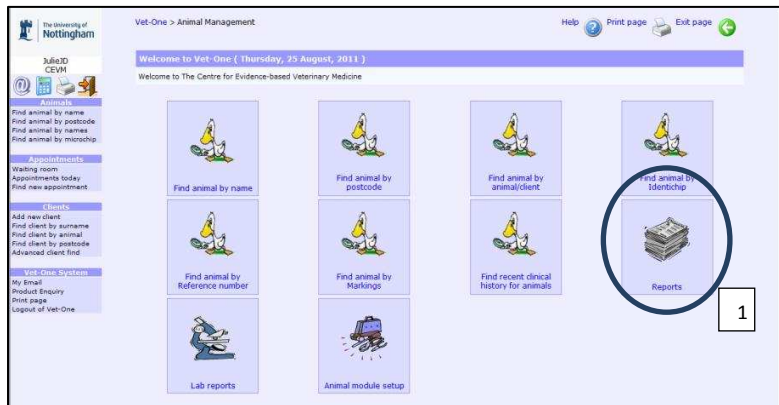 The University of
Nottingham
JulieJD
CEVM
Vet-One > Animal Management
Help
Print page
Exit page
Welcome to Vet-One ( Thursday, 25 August, 2011 )
Welcome to The Centre for Evidence-based Veterinary Medicine
Animals
Find animal by name
Find animal by postcode
Find animal by names
Find animal by microchip
Appointments
Waiting room
Appointments today
Find new appointment
Clients
Add new client
Find client by surname
Find client by animal
Find client by postcode
Advanced client find
Vet-One System
My Email
Product Enquiry
Print page
Logout of Vet-One
Find animal by name
Find animal by
postcode
Find animal by
animal/client
Find animal by
Identichip
Find animal by
Reference number
Find animal by
Markings
Find recent clinical
history for animals
Reports
1
Lab reports
Animal module setup